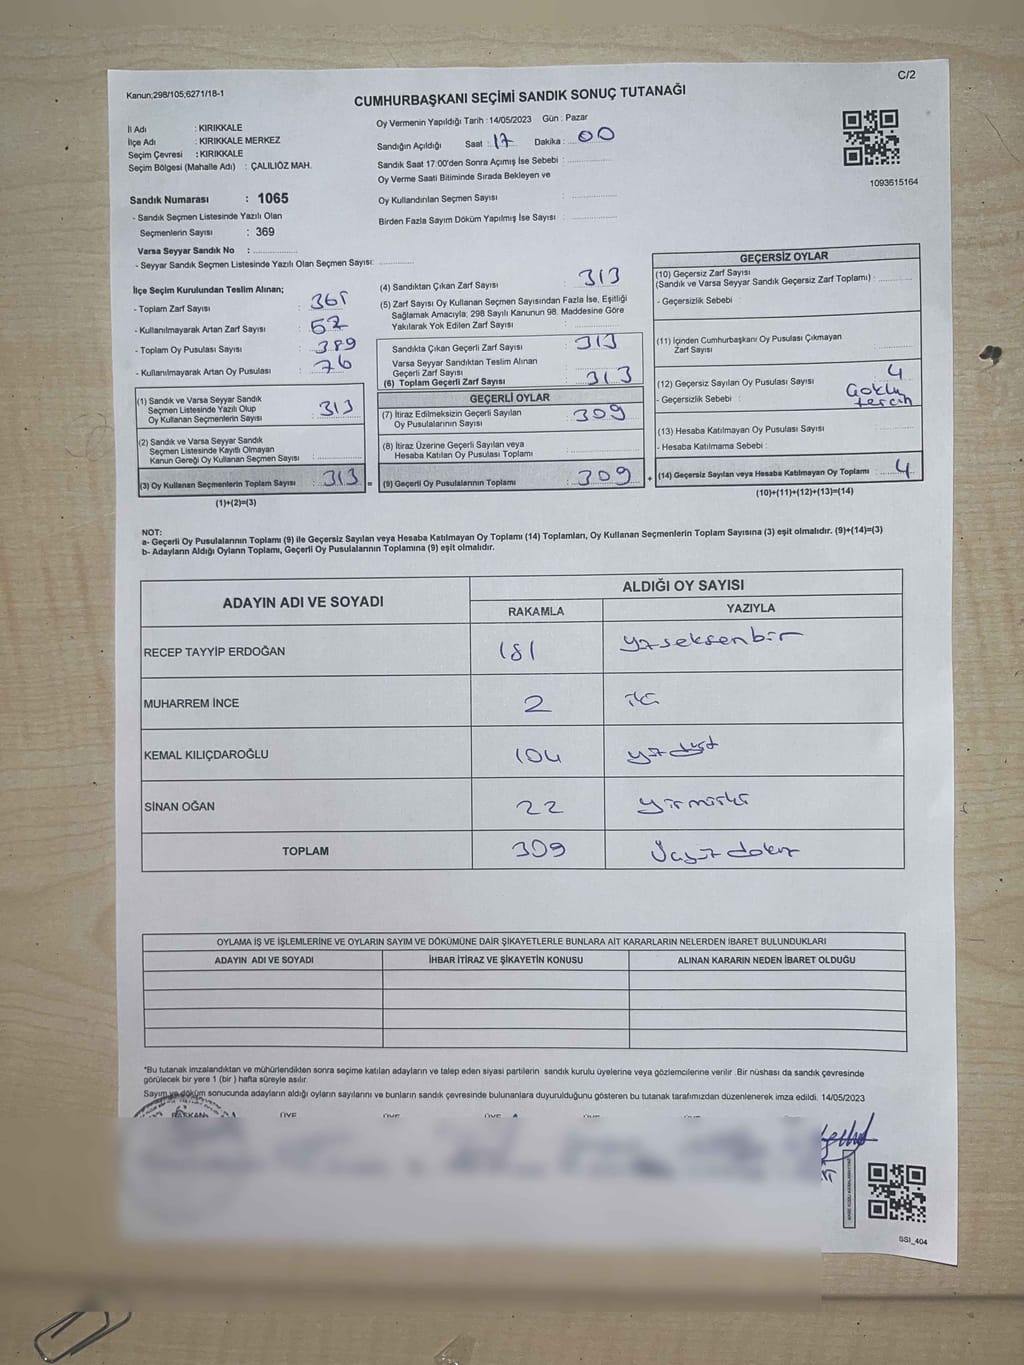 C/2
Kanun;298/105;6271/18-1
CUMHURBAŞKANI SEÇİMİ SANDIK SONUÇ TUTANAĞI
İl Adı : KIRIKKALE
İlçe Adı : KIRIKKALE MERKEZ
Seçim Çevresi : KIRIKKALE
Seçim Bölgesi (Mahalle Adı) : ÇALILIÖZ MAH.
Oy Vermenin Yapıldığı Tarih : 14/05/2023 Gün : Pazar
Sandığın Açıldığı Saat : 17 Dakika : 00
Sandık Saat 17:00'den Sonra Açımış İse Sebebi :
Oy Verme Saati Bitiminde Sırada Bekleyen ve
Oy Kullandırılan Seçmen Sayısı :
Birden Fazla Sayım Döküm Yapılmış İse Sayısı :
1093615164
Sandık Numarası : 1065
- Sandık Seçmen Listesinde Yazılı Olan
Seçmenlerin Sayısı : 369
Varsa Seyyar Sandık No :
- Seyyar Sandık Seçmen Listesinde Yazılı Olan Seçmen Sayısı:
İlçe Seçim Kurulundan Teslim Alınan;
- Toplam Zarf Sayısı : 365
- Kullanılmayarak Artan Zarf Sayısı : 52
- Toplam Oy Pusulası Sayısı : 389
- Kullanılmayarak Artan Oy Pusulası : 76
(1) Sandık ve Varsa Seyyar Sandık
Seçmen Listesinde Yazılı Olup
Oy Kullanan Seçmenlerin Sayısı : 313
(2) Sandık ve Varsa Seyyar Sandık
Seçmen Listesinde Kayıtlı Olmayan
Kanun Gereği Oy Kullanan Seçmen Sayısı :
(3) Oy Kullanan Seçmenlerin Toplam Sayısı : 313 =
(1)+(2)=(3)
(4) Sandıktan Çıkan Zarf Sayısı : 313
(5) Zarf Sayısı Oy Kullanan Seçmen Sayısından Fazla İse, Eşitliği
Sağlamak Amacıyla; 298 Sayılı Kanunun 98. Maddesine Göre
Yakılarak Yok Edilen Zarf Sayısı :
Sandıkta Çıkan Geçerli Zarf Sayısı : 313
Varsa Seyyar Sandıktan Teslim Alınan
Geçerli Zarf Sayısı :
(6) Toplam Geçerli Zarf Sayısı : 313
GEÇERLİ OYLAR
(7) İtiraz Edilmeksizin Geçerli Sayılan
Oy Pusulalarının Sayısı : 309
(8) İtiraz Üzerine Geçerli Sayılan veya
Hesaba Katılan Oy Pusulası Toplamı :
(9) Geçerli Oy Pusulalarının Toplamı : 309 +
GEÇERSİZ OYLAR
(10) Geçersiz Zarf Sayısı
(Sandık ve Varsa Seyyar Sandık Geçersiz Zarf Toplamı) :
- Geçersizlik Sebebi :
(11) İçinden Cumhurbaşkanı Oy Pusulası Çıkmayan
Zarf Sayısı :
(12) Geçersiz Sayılan Oy Pusulası Sayısı : 4
- Geçersizlik Sebebi : Çoklu
tercih
(13) Hesaba Katılmayan Oy Pusulası Sayısı :
- Hesaba Katılmama Sebebi :
(14) Geçersiz Sayılan veya Hesaba Katılmayan Oy Toplamı : 4
(10)+(11)+(12)+(13)=(14)
NOT:
a- Geçerli Oy Pusulasının Toplamı (9) ile Geçersiz Sayılan veya Hesaba Katılmayan Oy Toplamı (14) Toplamları, Oy Kullanan Seçmenlerin Toplam Sayısına (3) eşit olmalıdır. (9)+(14)=(3)
b- Adayların Aldığı Oyların Toplamı, Geçerli Oy Pusulalarının Toplamına (9) eşit olmalıdır.
ADAYIN ADI VE SOYADI
ALDIĞI OY SAYISI
RAKAMLA YAZIYLA
RECEP TAYYİP ERDOĞAN 181 yüzseksenbir
MUHARREM İNCE 2 iki
KEMAL KILIÇDAROĞLU 104 yüzdört
SİNAN OĞAN 22 yirmiiki
TOPLAM 309 Üçyüzdokuz
OYLAMA İŞ VE İŞLEMLERİNE VE OYLARIN SAYIM VE DÖKÜMÜNE DAİR ŞİKAYETLERLE BUNLARA AİT KARARLARIN NELERDEN İBARET BULUNDUKLARI
ADAYIN ADI VE SOYADI İHBAR İTİRAZ VE ŞİKAYETİN KONUSU ALINAN KARARIN NEDEN İBARET OLDUĞU
*Bu tutanak imzalandıktan ve mühürlendikten sonra seçime katılan adayların ve talep eden siyasi partilerin sandık kurulu üyelerine veya gözlemcilerine verilir .Bir nüshası da sandık çevresinde
görülecek bir yere 1 (bir ) hafta süreyle asılır.
Sayım ve döküm sonucunda adayların aldığı oyların sayılarını ve bunların sandık çevresinde bulunanlara duyurulduğunu gösteren bu tutanak tarafımızdan düzenlenerek imza edildi. 14/05/2023
BAŞKAN ÜYE ÜYE ÜYE ÜYE
SSI_404